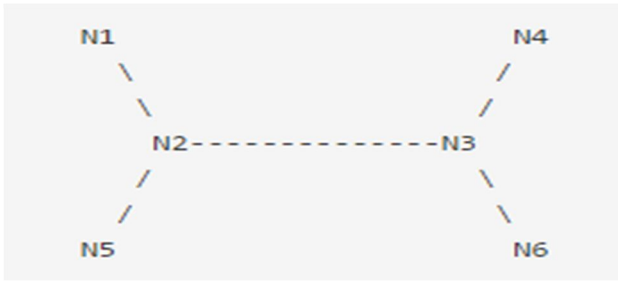 N1 N4
\ /
\ /
N2--------------N3
/ \
/ \
N5 N6